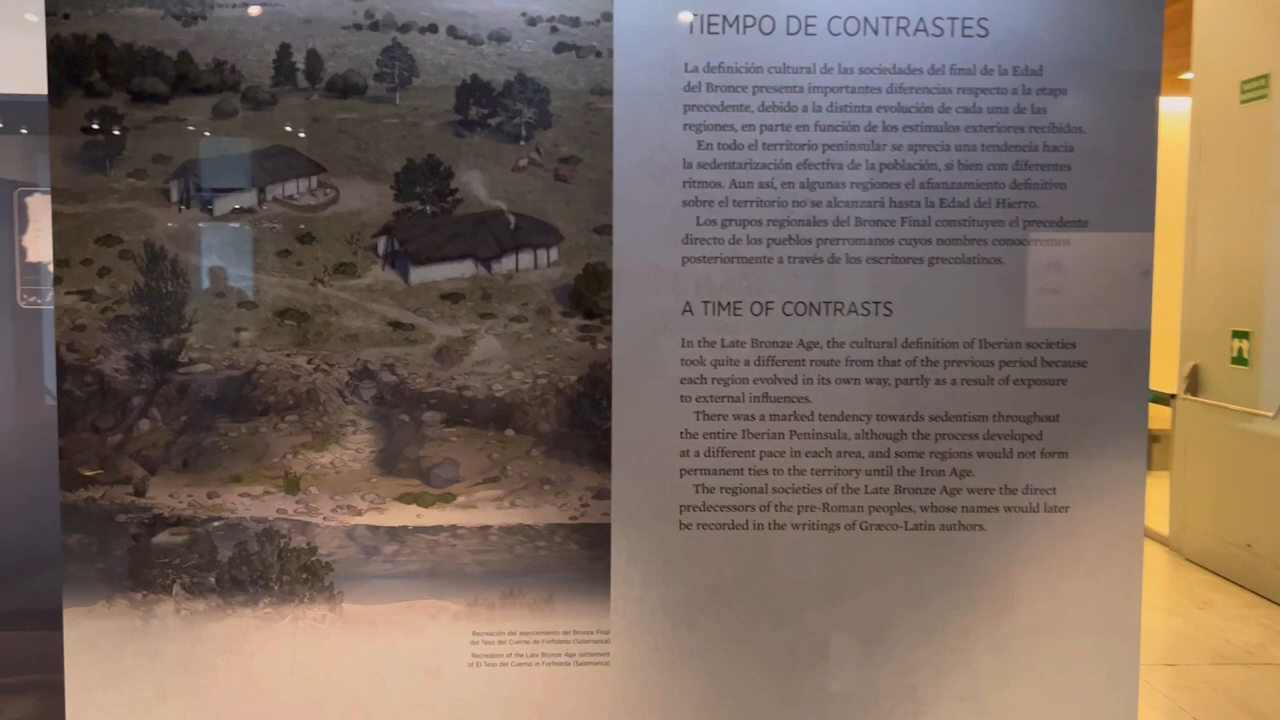 TIEMPO DE CONTRASTES
La definición cultural de las sociedades del final de la Edad
del Bronce presenta importantes diferencias respecto a la etapa
precedente, debido a la distinta evolución de cada una de las
regiones, en parte en función de los estímulos exteriores recibidos.
En todo el territorio peninsular se aprecia una tendencia hacia
la sedentarización efectiva de la población, si bien con diferentes
ritmos. Aun así, en algunas regiones el afianzamiento definitivo
sobre el territorio no se alcanzará hasta la Edad del Hierro.
Los grupos regionales del Bronce Final constituyen el precedente
directo de los pueblos prerromanos cuyos nombres conoceremos
posteriormente a través de los escritores grecolatinos.
A TIME OF CONTRASTS
In the Late Bronze Age, the cultural definition of Iberian societies
took quite a different route from that of the previous period because
each region evolved in its own way, partly as a result of exposure
to external influences.
There was a marked tendency towards sedentism throughout
the entire Iberian Peninsula, although the process developed
at a different pace in each area, and some regions would not form
permanent ties to the territory until the Iron Age.
The regional societies of the Late Bronze Age were the direct
predecessors of the pre-Roman peoples, whose names would later
be recorded in the writings of Græco-Latin authors.
Recreación del asentamiento del Bronce Final
del Teso del Cuerno de Forfoleda (Salamanca)
Recreation of the Late Bronze Age settlement
of El Teso del Cuerno in Forfoleda (Salamanca)